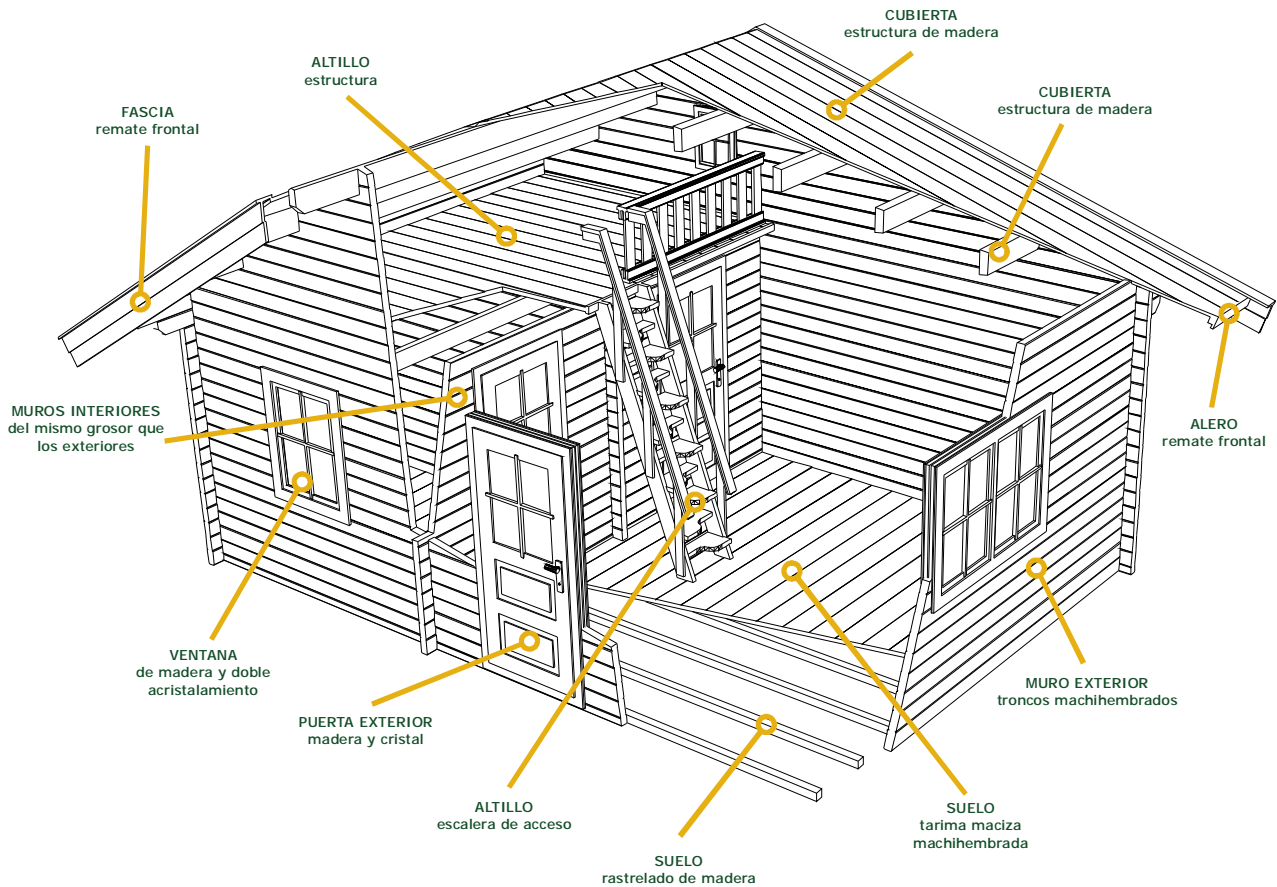 CUBIERTA
estructura de madera
ALTILLO
estructura
CUBIERTA
estructura de madera
FASCIA
remate frontal
MUROS INTERIORES
del mismo grosor que
los exteriores
ALERO
remate frontal
VENTANA
de madera y doble
acristalamiento
MURO EXTERIOR
troncos machihembrados
PUERTA EXTERIOR
madera y cristal
ALTILLO
escalera de acceso
SUELO
tarima maciza
machihembrada
SUELO
rastrelado de madera